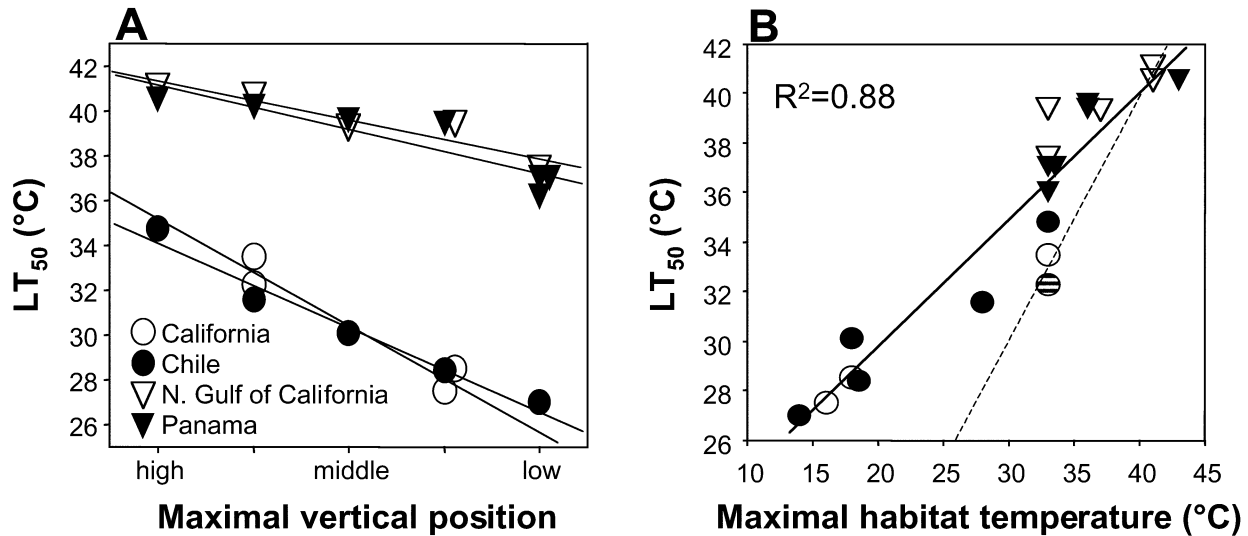 A
LT50 (°C)
42
40
38
36
34
32
30
28
26
California
Chile
N. Gulf of California
Panama
high
middle
low
Maximal vertical position
B
R2=0.88
LT50 (°C)
42
40
38
36
34
32
30
28
26
10
15
20
25
30
35
40
45
Maximal habitat temperature (°C)